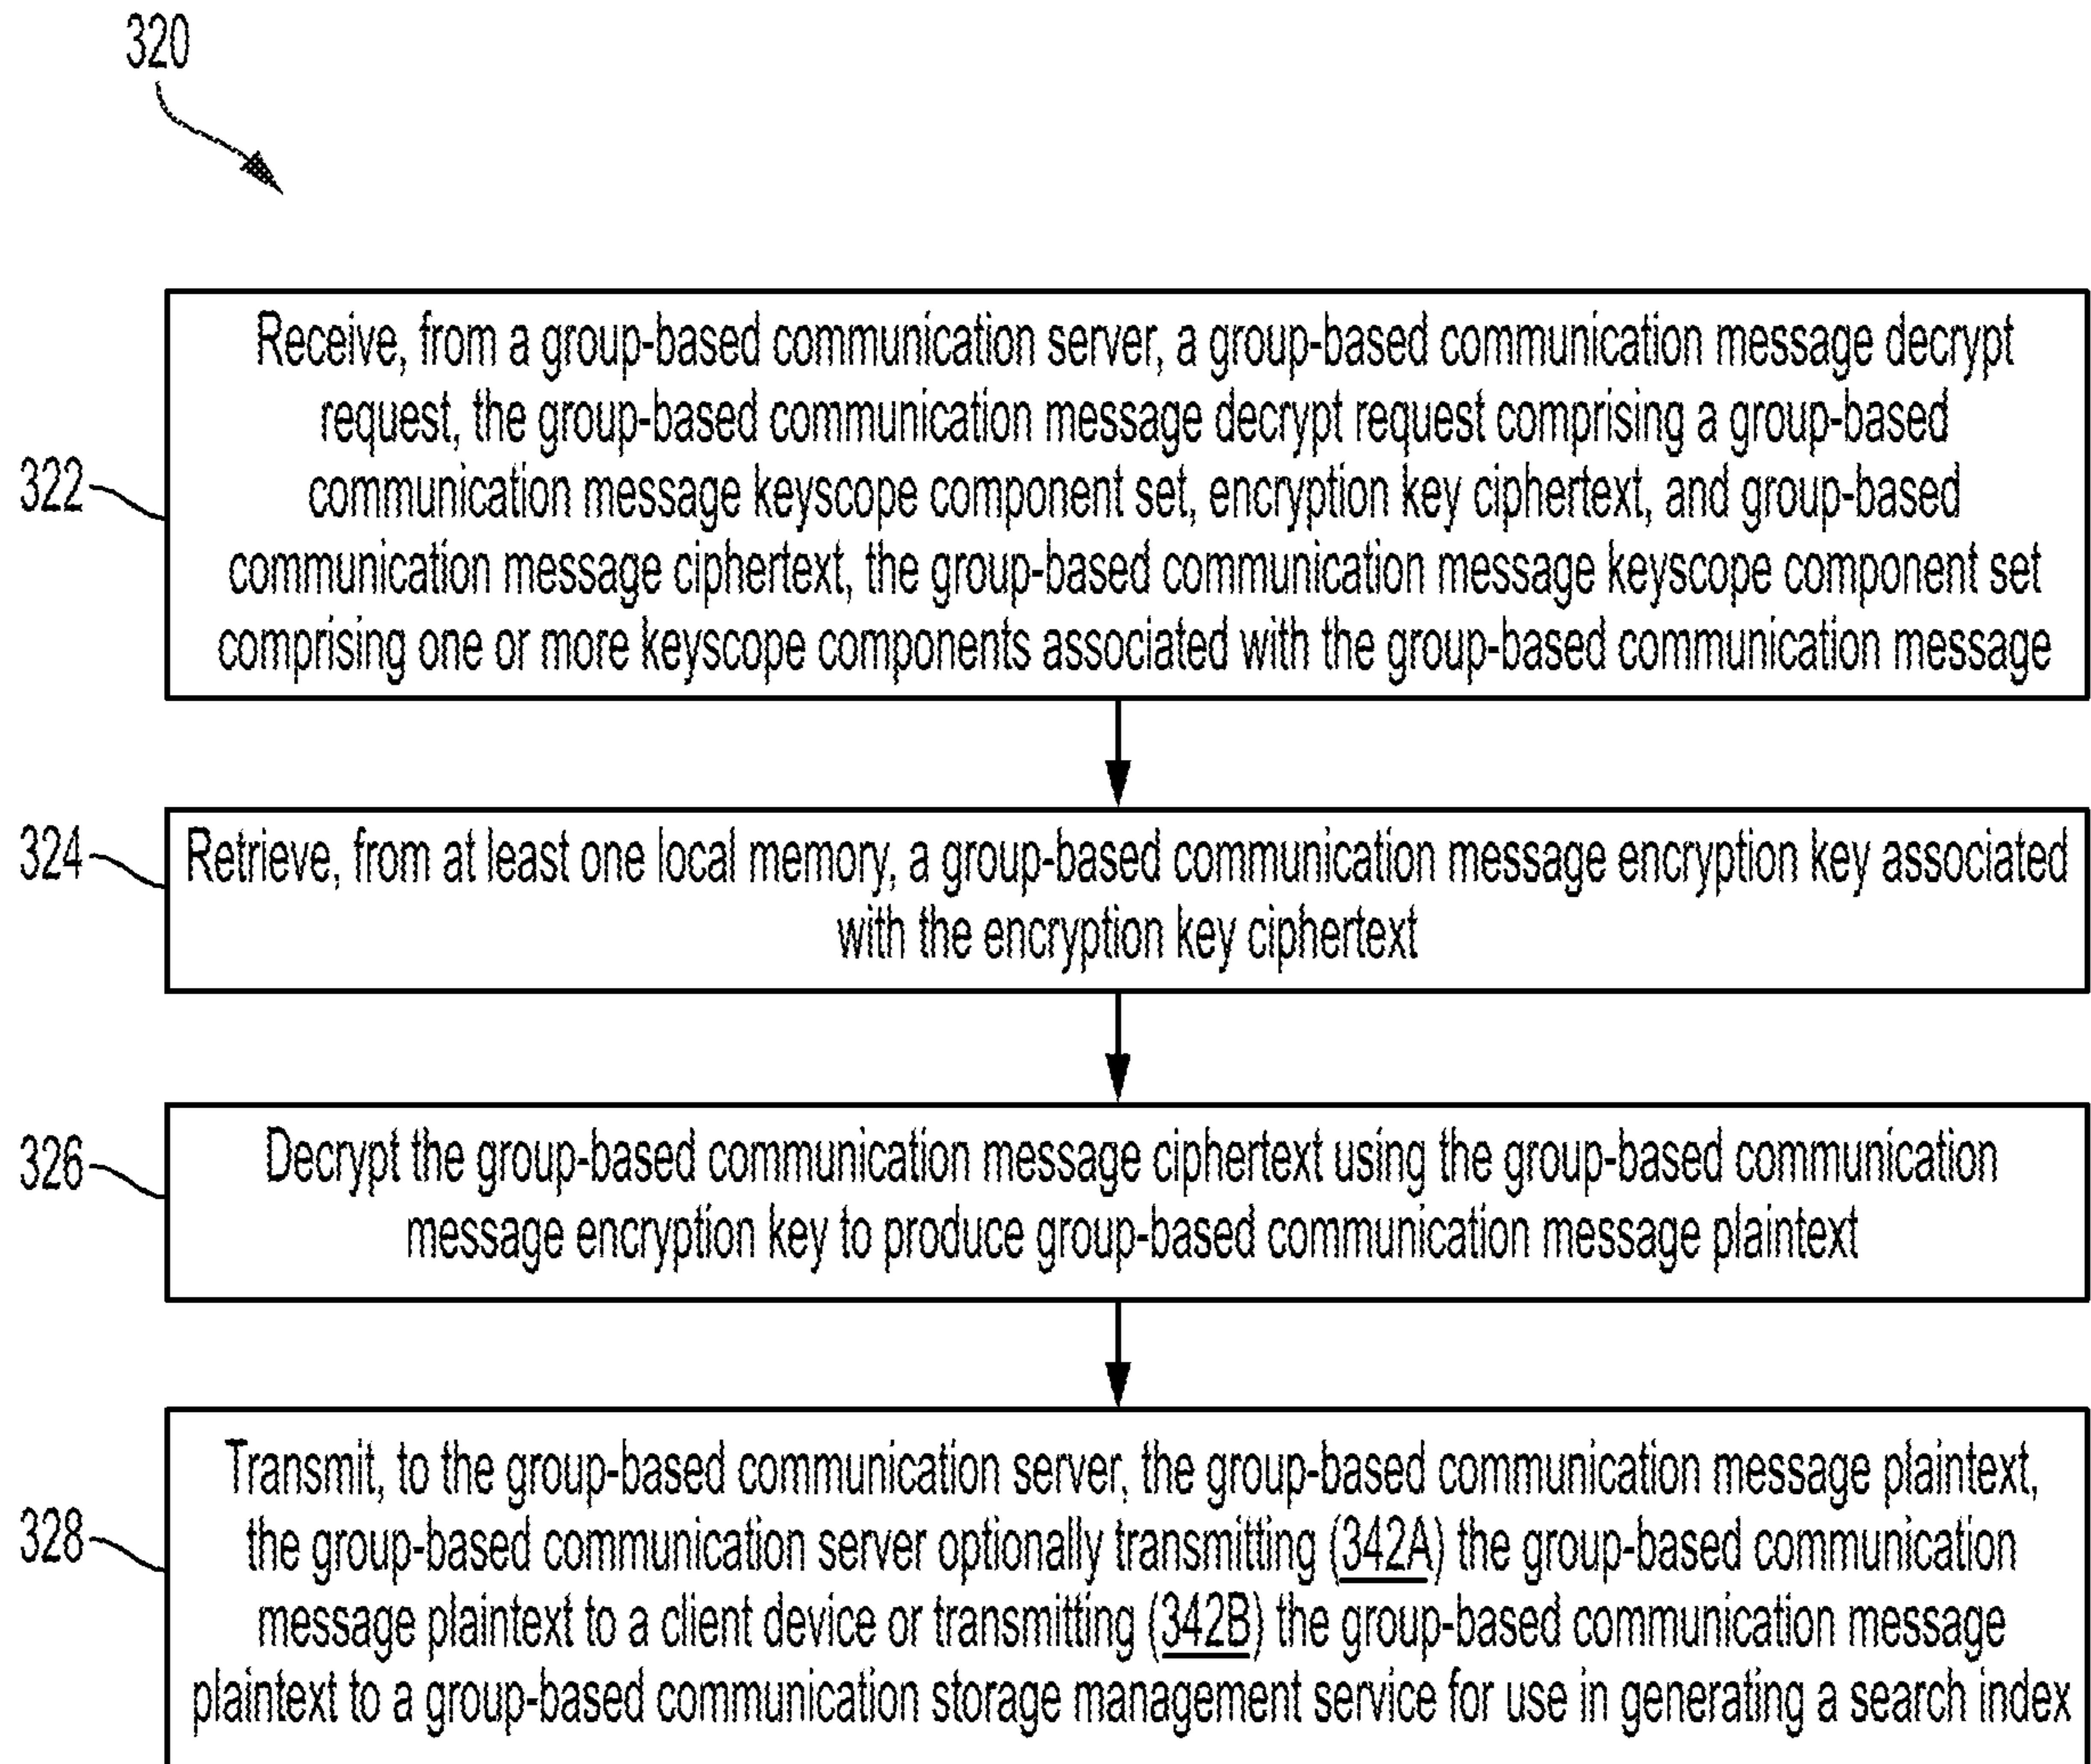 320
322
Receive, from a group-based communication server, a group-based communication message decrypt
request, the group-based communication message decrypt request comprising a group-based
communication message keyscope component set, encryption key ciphertext, and group-based
communication message ciphertext, the group-based communication message keyscope component set
comprising one or more keyscope components associated with the group-based communication message
324
Retrieve, from at least one local memory, a group-based communication message encryption key associated
with the encryption key ciphertext
326
Decrypt the group-based communication message ciphertext using the group-based communication
message encryption key to produce group-based communication message plaintext
328
Transmit, to the group-based communication server, the group-based communication message plaintext,
the group-based communication server optionally transmitting (342A) the group-based communication
message plaintext to a client device or transmitting (342B) the group-based communication message
plaintext to a group-based communication storage management service for use in generating a search index